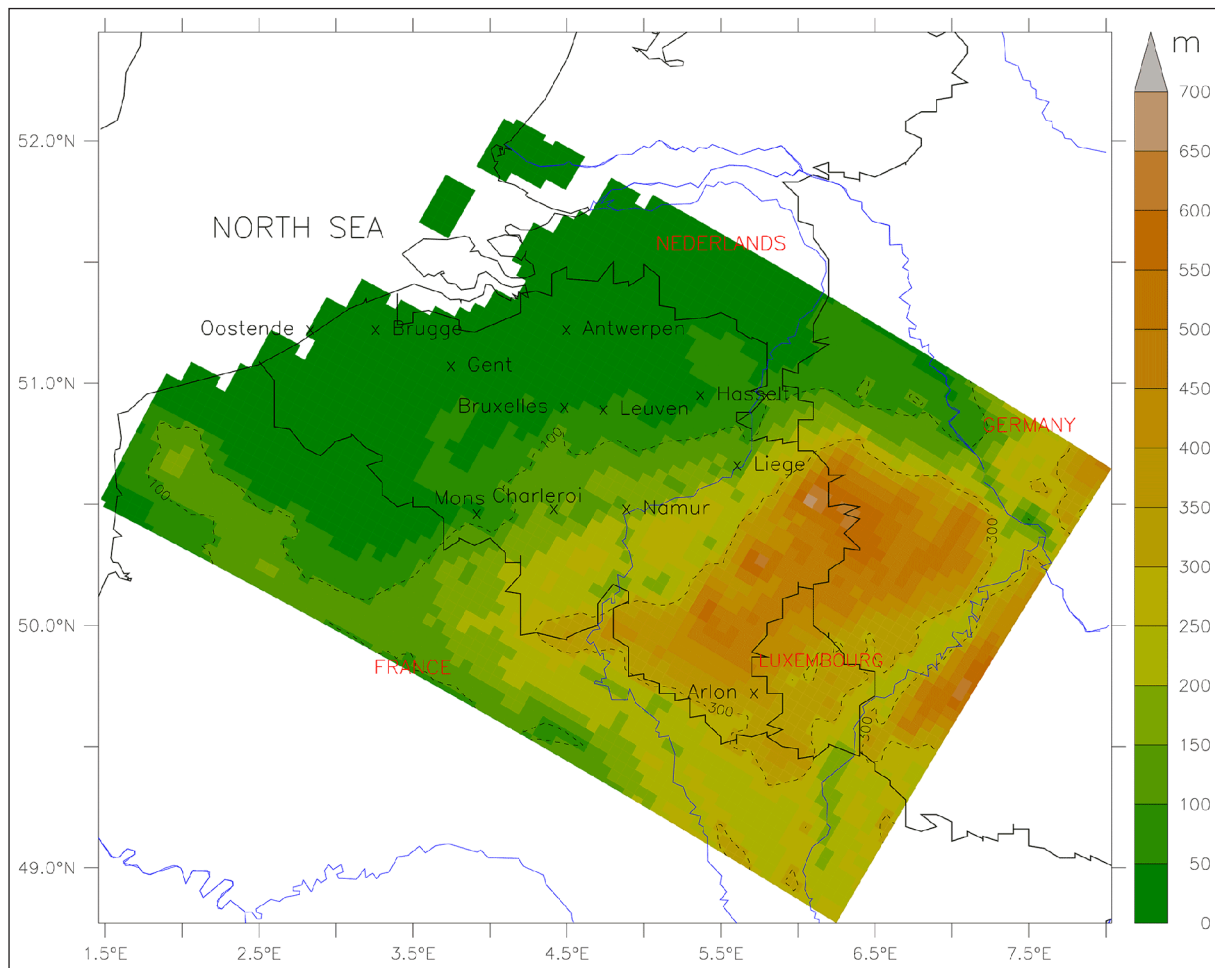 m
700
52.0°N
650
NORTH SEA
600
NEDERLANDS
550
Oostende
Brugge
Antwerpen
500
Gent
51.0°N
450
Hasselt
Bruxelles
Leuven
GERMANY
400
100
Liege
350
100
Mons
Charleroi
Namur
300
300
50.0°N
250
FRANCE
LUXEMBOURG
200
Arlon
300
300
150
100
49.0°N
50
0
1.5°E
2.5°E
3.5°E
4.5°E
5.5°E
6.5°E
7.5°E